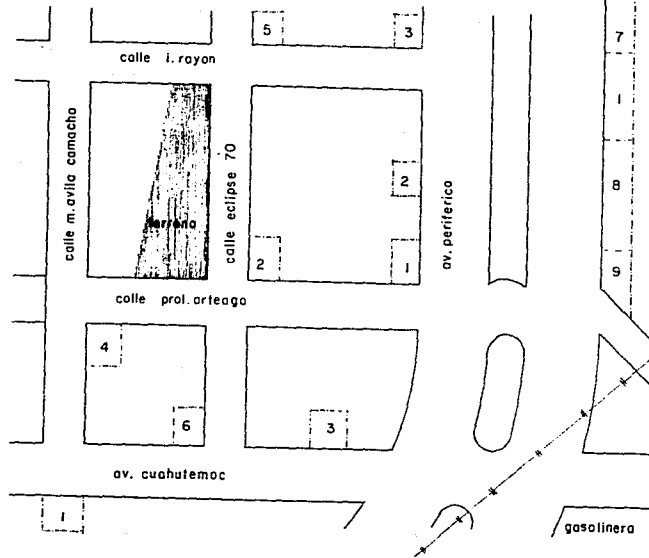 5
3
7
calle i. rayon
1
calle m. avila camacho
terreno
calle eclipse 70
2
av. periferica
8
2
1
9
calle prol. arteaga
4
6
3
av. cuahutemoc
1
gasolinera